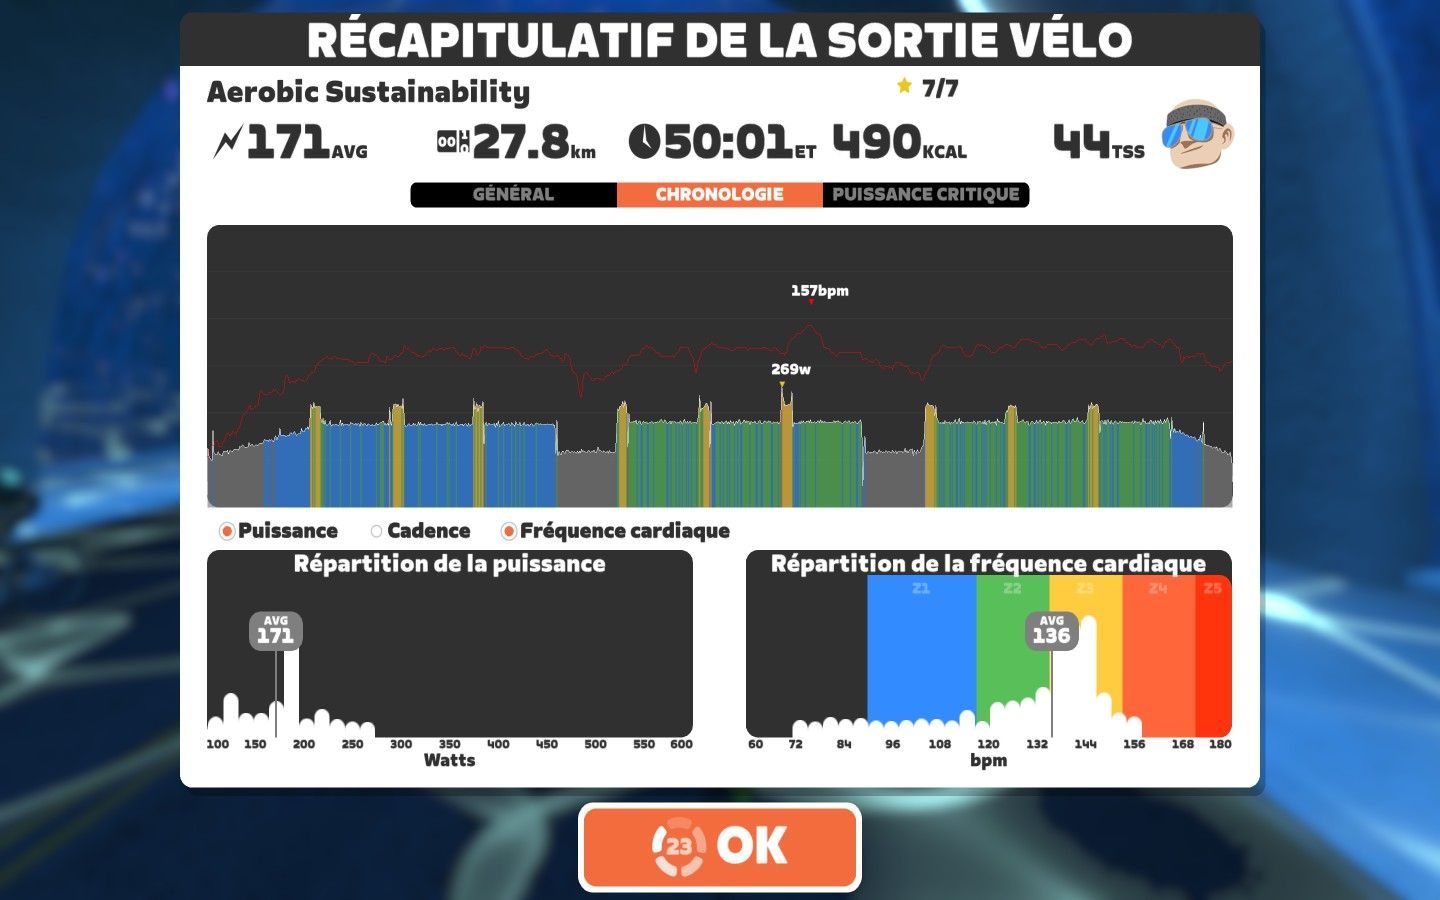 RÉCAPITULATIF DE LA SORTIE VÉLO
Aerobic Sustainability
7/7
171AVG
27.8km
50:01ET
490KCAL
44TSS
GÉNÉRAL
CHRONOLOGIE
PUISSANCE CRITIQUE
157bpm
269w
Puissance
Cadence
Fréquence cardiaque
Répartition de la puissance
AVG
171
100 150 200 250 300 350 400 450 500 550 600
Watts
Répartition de la fréquence cardiaque
Z1 Z2 Z3 Z4 Z5
AVG
136
60 72 84 96 108 120 132 144 156 168 180
bpm
23 OK